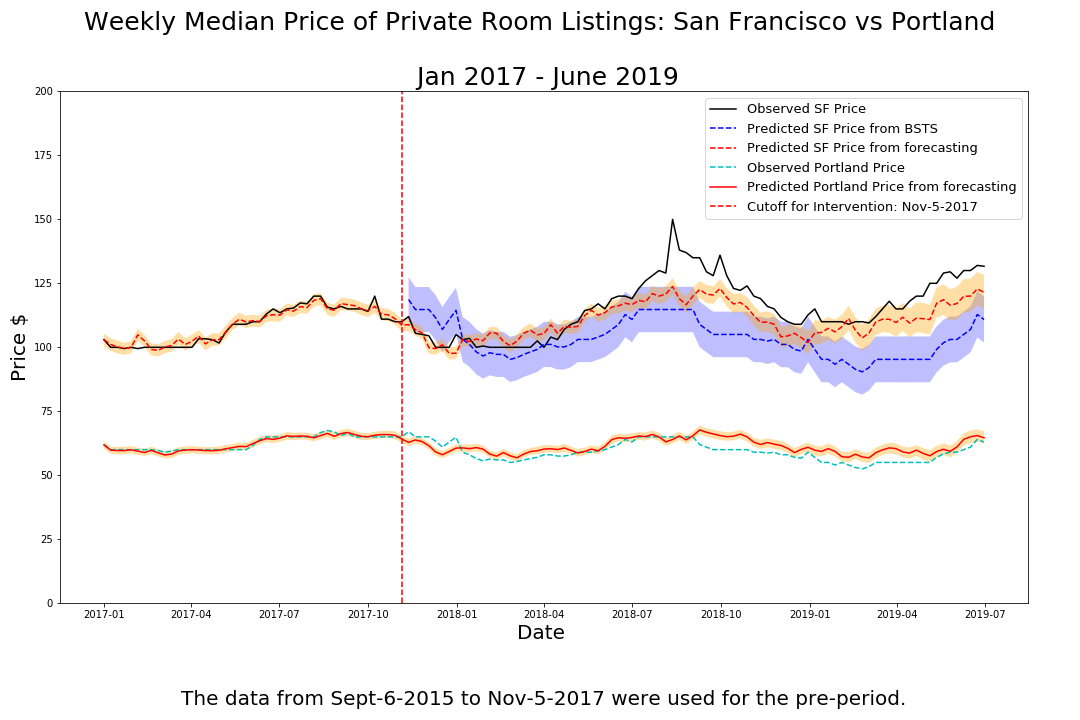 Weekly Median Price of Private Room Listings: San Francisco vs Portland
Jan 2017 - June 2019
Observed SF Price
Predicted SF Price from BSTS
Predicted SF Price from forecasting
Observed Portland Price
Predicted Portland Price from forecasting
Cutoff for Intervention: Nov-5-2017
Price $
200
175
150
125
100
75
50
25
0
2017-01 2017-04 2017-07 2017-10 2018-01 2018-04 2018-07 2018-10 2019-01 2019-04 2019-07
Date
The data from Sept-6-2015 to Nov-5-2017 were used for the pre-period.